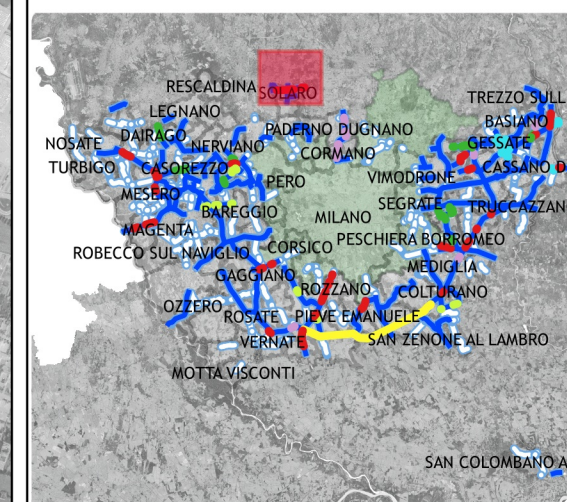 RESCALDINA
SOLARO
LEGNANO
TREZZO SULL
DAIRAGO
PADERNO DUGNANO
BASIANO
NOSATE
NERVIANO
CORMANO
GESSATE
TURBIGO
CASOREZZO
PERO
VIMODRONE
CASSANO D
MESERO
BAREGGIO
MILANO
SEGRATE
TRUCCAZZAN
MAGENTA
PESCHIERA BORROMEO
ROBECCO SUL NAVIGLIO
CORSICO
MEDIGLIA
GAGGIANO
ROZZANO
COLTURANO
OZZERO
ROSATE
PIEVE EMANUELE
VERNATE
SAN ZENONE AL LAMBRO
MOTTA VISCONTI
SAN COLOMBANO A